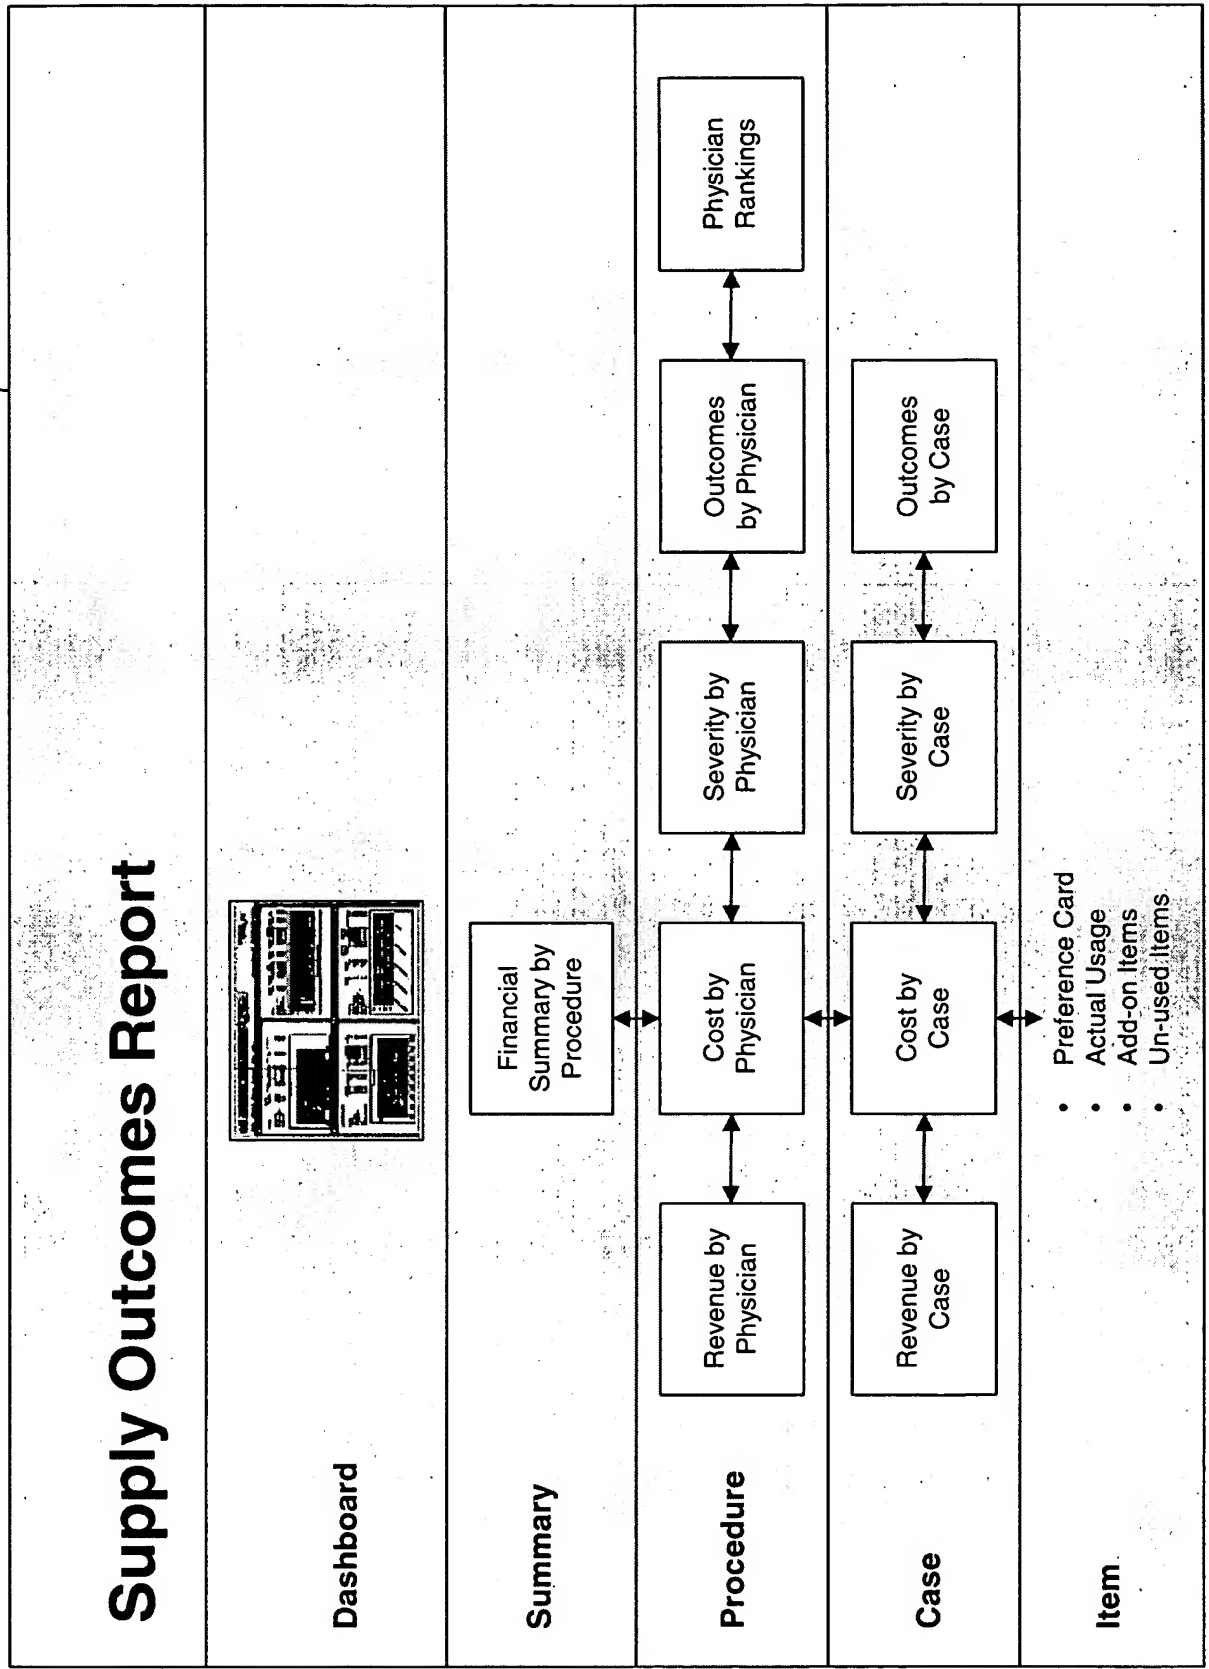 Supply Outcomes Report
Dashboard
Summary
Financial
Summary by
Procedure
Procedure
Revenue by
Physician
Cost by
Physician
Severity by
Physician
Outcomes
by Physician
Physician
Rankings
Case
Revenue by
Case
Cost by
Case
Severity by
Case
Outcomes
by Case
Item
• Preference Card
• Actual Usage
• Add-on Items
• Un-used Items